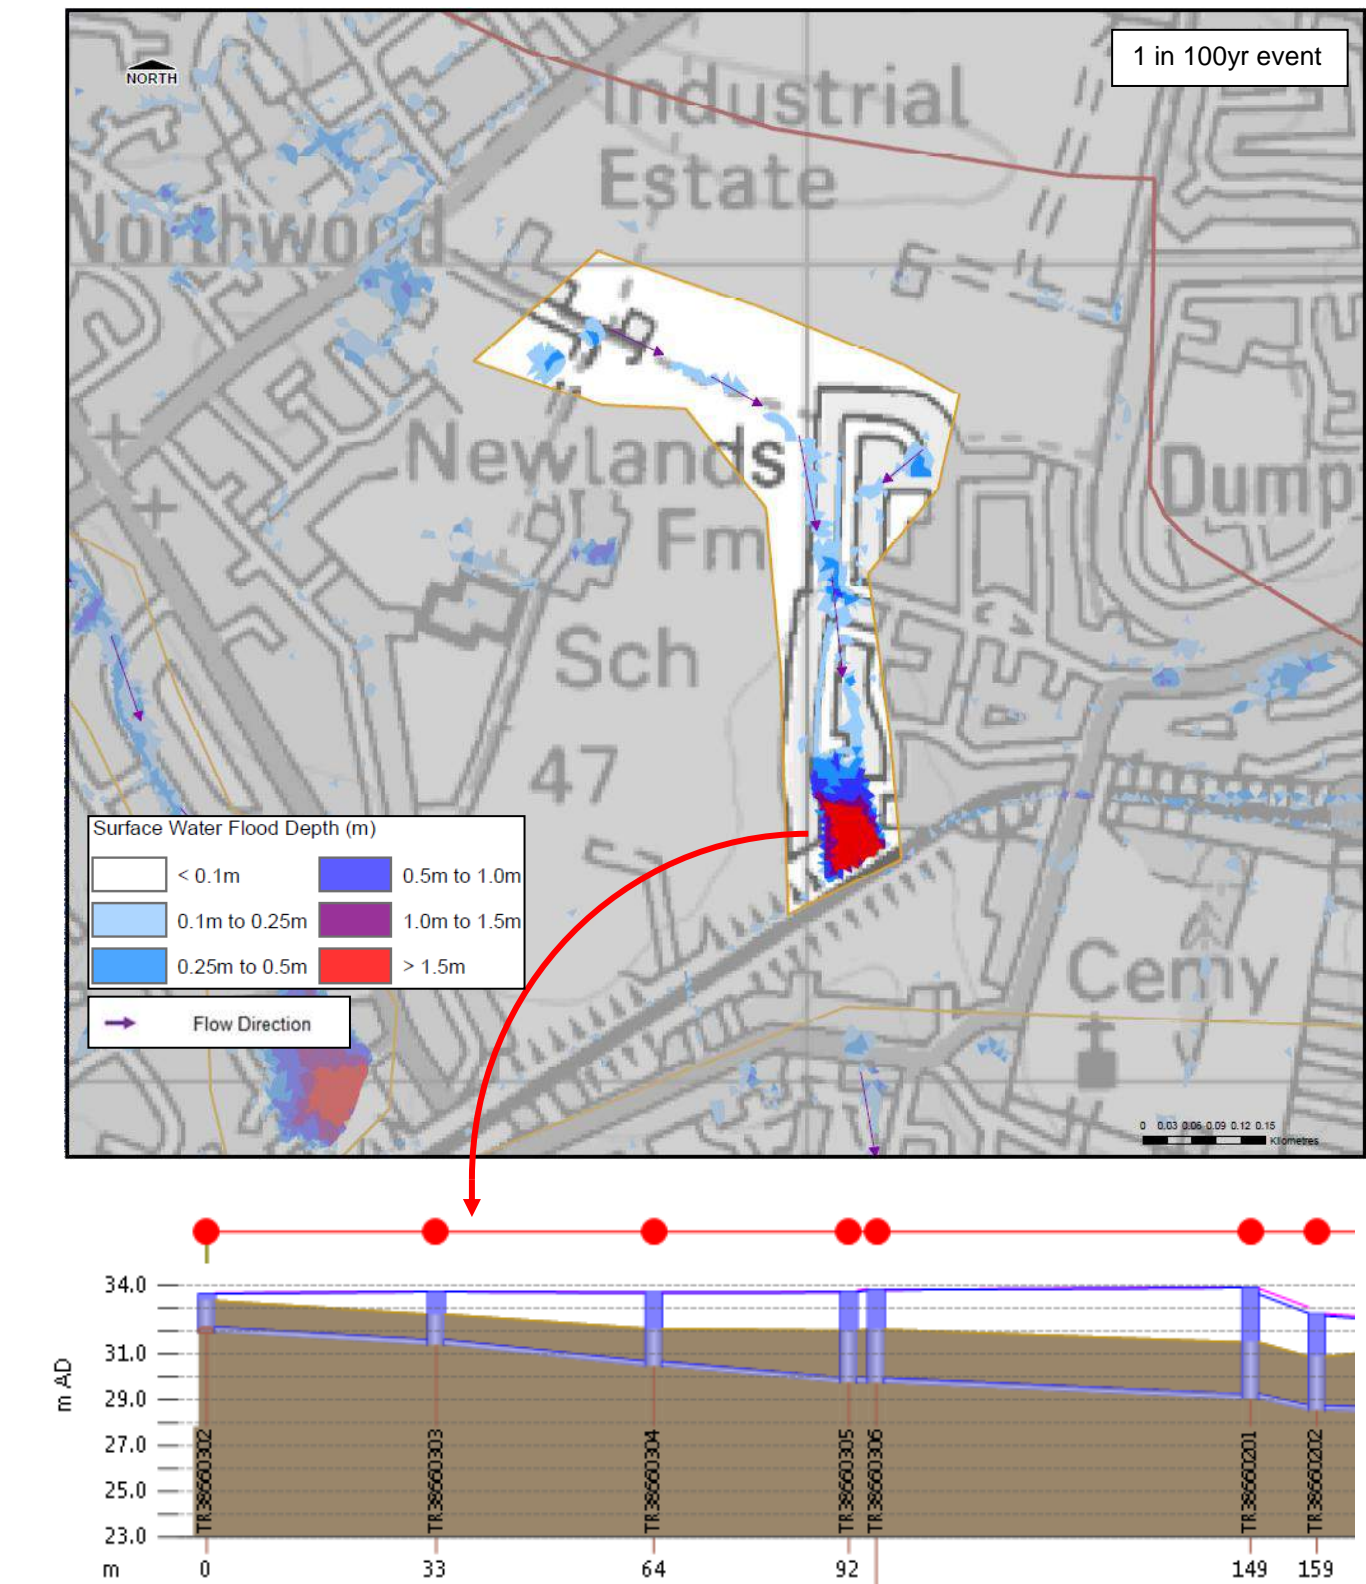 1 in 100yr event
NORTH
Industrial
Estate
Northwood
Newlands
Fm
Dump
Sch
47
Cemy
Surface Water Flood Depth (m)
< 0.1m
0.5m to 1.0m
0.1m to 0.25m
1.0m to 1.5m
0.25m to 0.5m
> 1.5m
Flow Direction
0 0.03 0.06 0.09 0.12 0.15
Kilometres
34.0
31.0
29.0
27.0
25.0
23.0
m AD
TR38660302
TR38660303
TR38660304
TR38660305
TR38660306
TR38660201
TR38660202
m 0 33 64 92 149 159